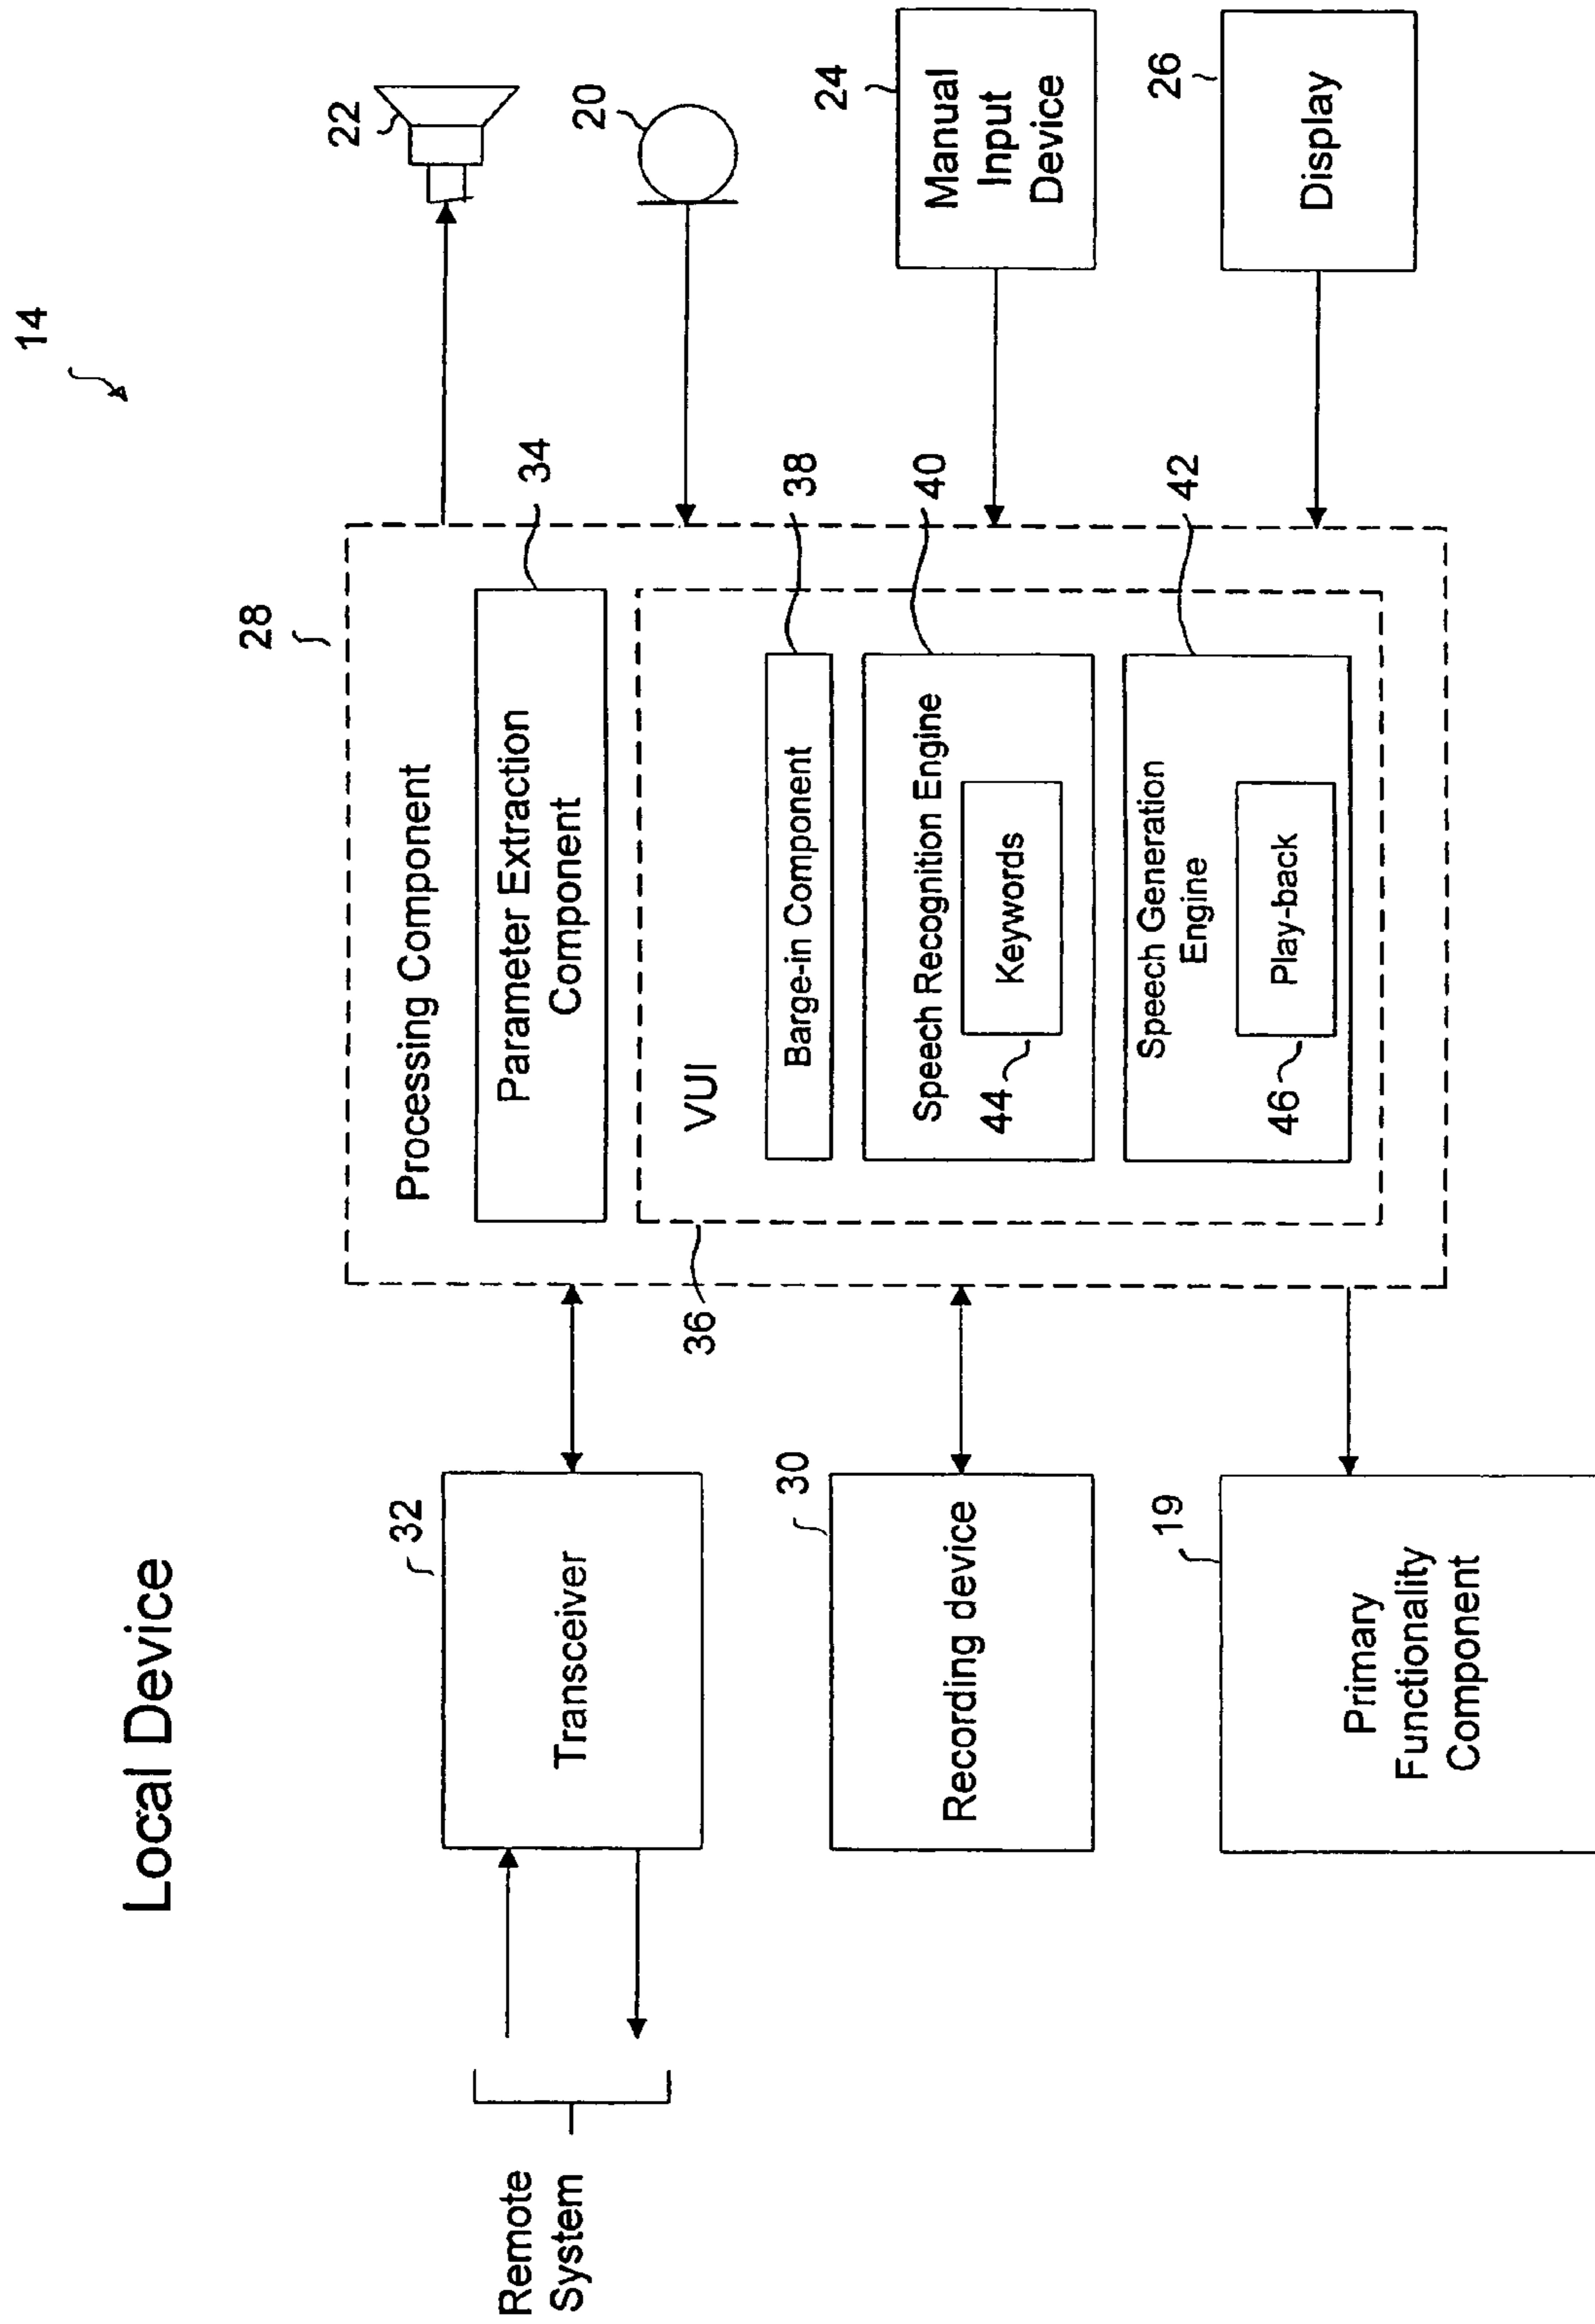 Local Device
14
Remote
System
32
Transceiver
30
Recording device
19
Primary
Functionality
Component
28
Processing Component
34
Parameter Extraction
Component
36
VUI
38
Barge-in Component
40
Speech Recognition Engine
44
Keywords
42
Speech Generation
Engine
46
Play-back
22
20
24
Manual
Input
Device
26
Display